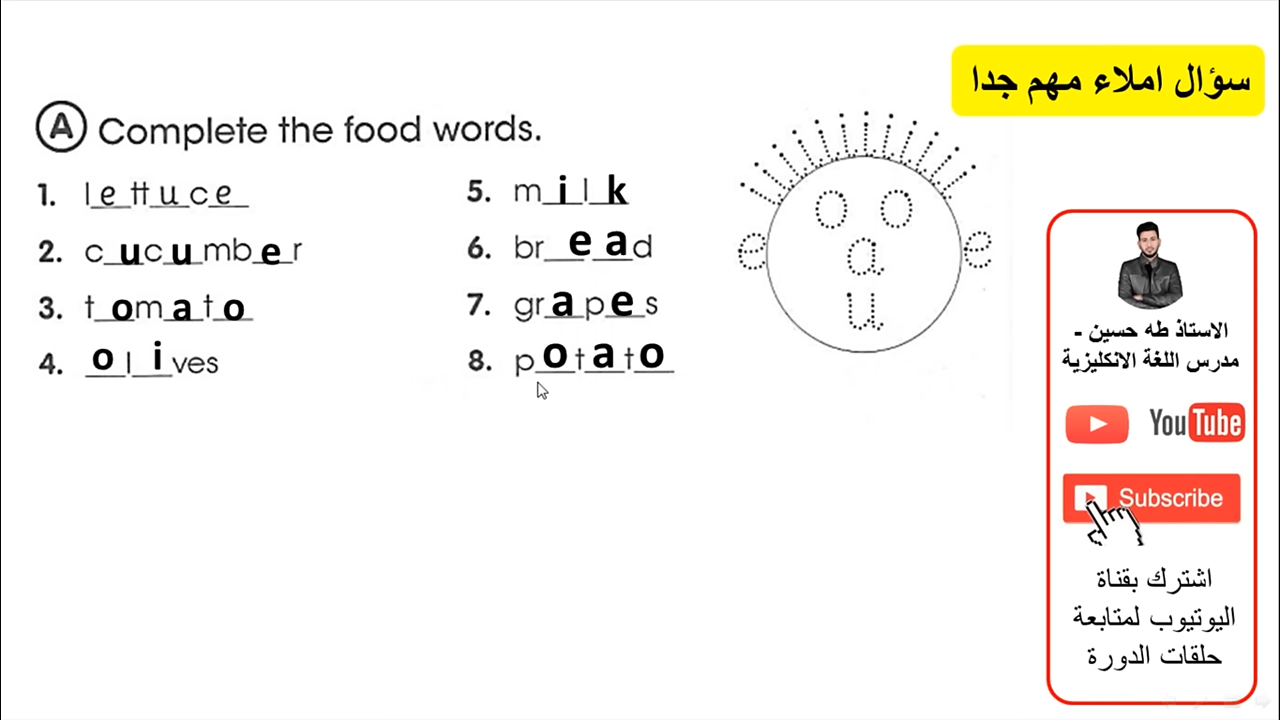 سؤال املاء مهم جدا
A Complete the food words.
1. lettuce
2. cucumber
3. tomato
4. olives
5. milk
6. bread
7. grapes
8. potato
o o
e a e
u
الاستاذ طه حسين -
مدرس اللغة الانكليزية
YouTube
Subscribe
اشترك بقناة
اليوتيوب لمتابعة
حلقات الدورة